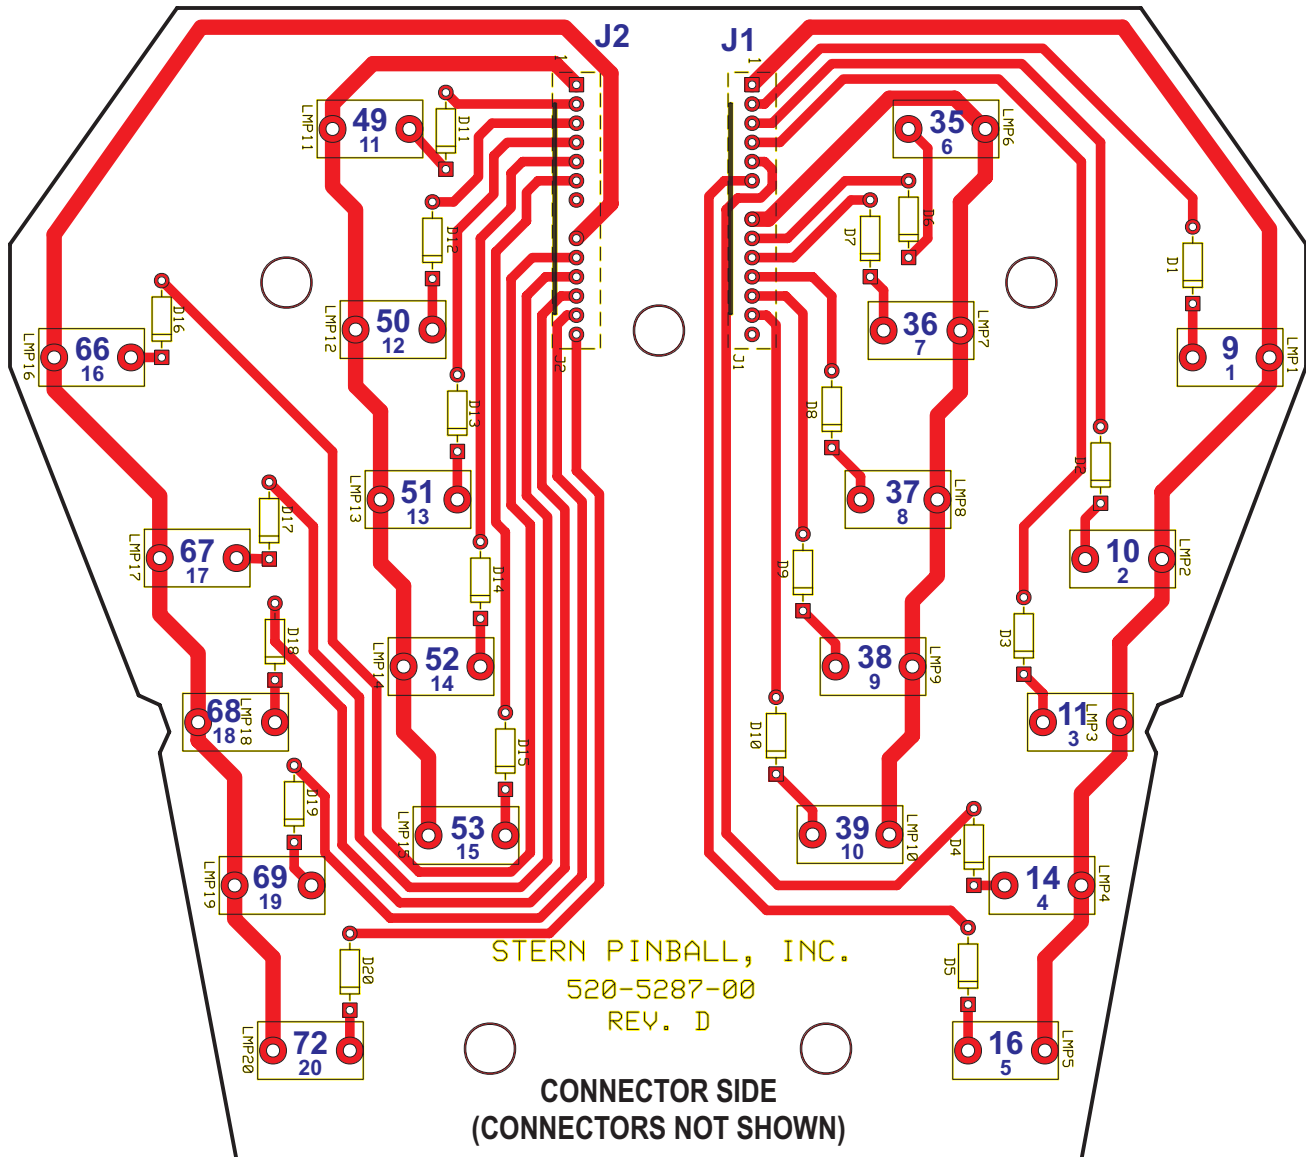 J2
J1
1
1
LMP11
49
11
D11
35
6
LMP6
D12
D6
D7
D1
D16
LMP12
50
12
36
7
LMP7
LMP16
66
16
J2
J1
9
1
LMP1
D13
D8
D2
LMP13
51
13
37
8
LMP8
D17
LMP17
67
17
10
2
LMP2
D14
D9
D18
D3
LMP14
52
14
38
9
LMP9
68
18
LMP18
11
3
LMP3
D15
D10
D19
LMP15
53
15
39
10
LMP10
D4
LMP19
69
19
14
4
LMP4
STERN PINBALL, INC.
D20
D5
520-5287-00
REV. D
LMP20
72
20
16
5
LMP5
CONNECTOR SIDE
(CONNECTORS NOT SHOWN)